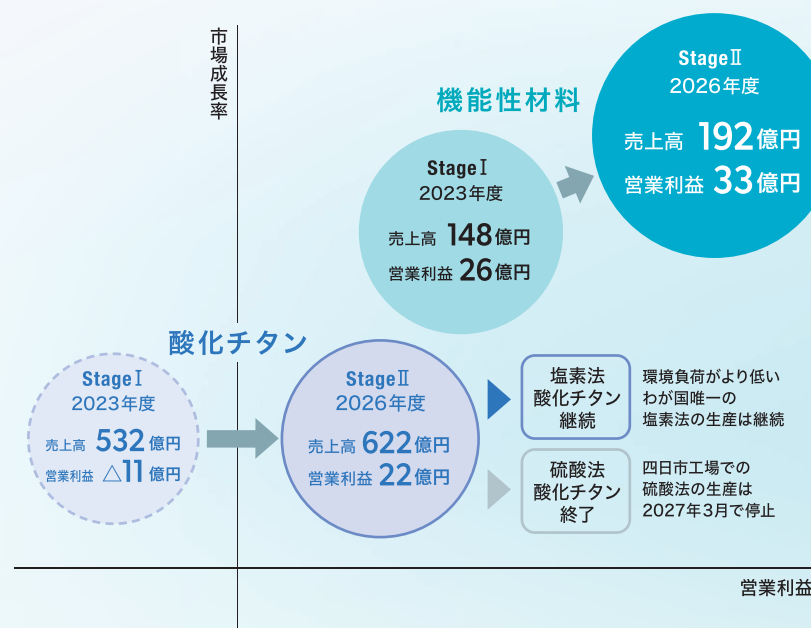 市場成長率
機能性材料
StageⅠ
2023年度
売上高 148億円
営業利益 26億円
StageⅡ
2026年度
売上高 192億円
営業利益 33億円
酸化チタン
StageⅠ
2023年度
売上高 532億円
営業利益 △11億円
StageⅡ
2026年度
売上高 622億円
営業利益 22億円
塩素法
酸化チタン
継続
環境負荷がより低い
わが国唯一の
塩素法の生産は継続
硫酸法
酸化チタン
終了
四日市工場での
硫酸法の生産は
2027年3月で停止
営業利益